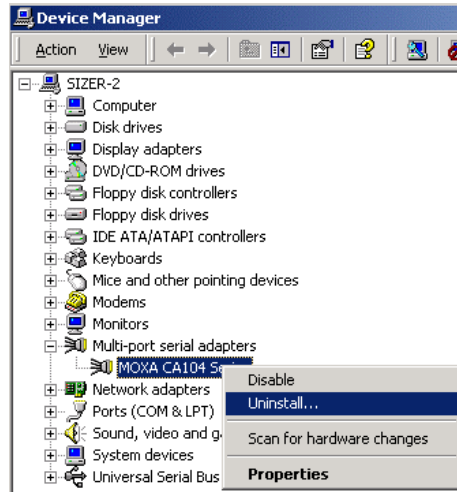 Device Manager
Action View
SIZER-2
Computer
Disk drives
Display adapters
DVD/CD-ROM drives
Floppy disk controllers
Floppy disk drives
IDE ATA/ATAPI controllers
Keyboards
Mice and other pointing devices
Modems
Monitors
Multi-port serial adapters
MOXA CA104
Disable
Network adapters
Uninstall...
Ports (COM & LPT)
Sound, video and
Scan for hardware changes
System devices
Universal Serial Bus
Properties